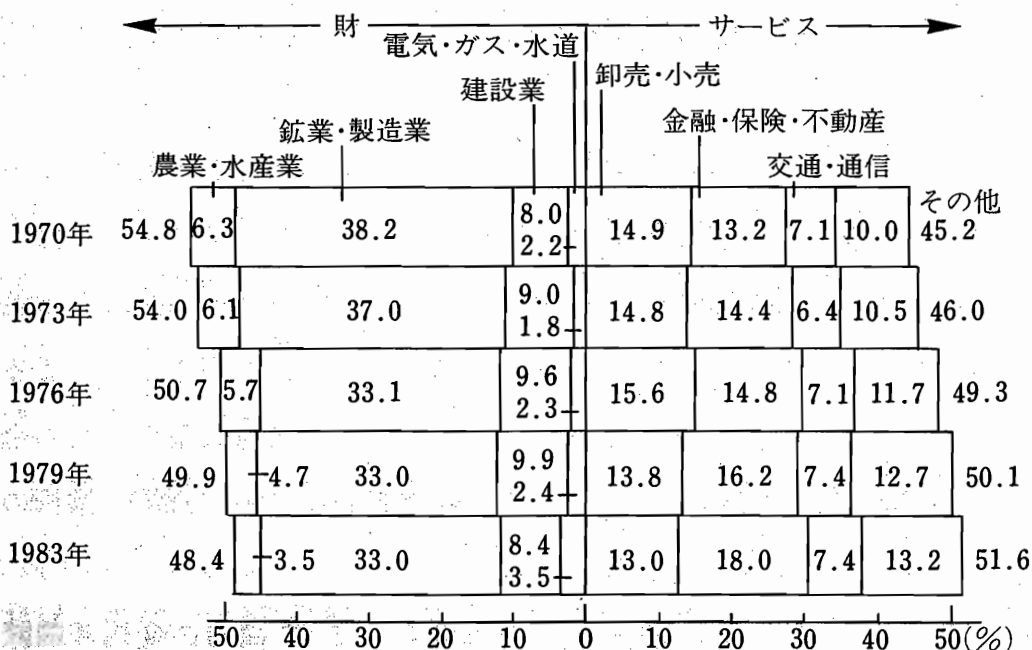 財 サービス
電気・ガス・水道
建設業 卸売・小売
鉱業・製造業 金融・保険・不動産
農業・水産業 交通・通信
その他
1970年 54.8 6.3 38.2 8.0 2.2 14.9 13.2 7.1 10.0 45.2
1973年 54.0 6.1 37.0 9.0 1.8 14.8 14.4 6.4 10.5 46.0
1976年 50.7 5.7 33.1 9.6 2.3 15.6 14.8 7.1 11.7 49.3
1979年 49.9 4.7 33.0 9.9 2.4 13.8 16.2 7.4 12.7 50.1
1983年 48.4 3.5 33.0 8.4 3.5 13.0 18.0 7.4 13.2 51.6
50 40 30 20 10 0 10 20 30 40 50(%)